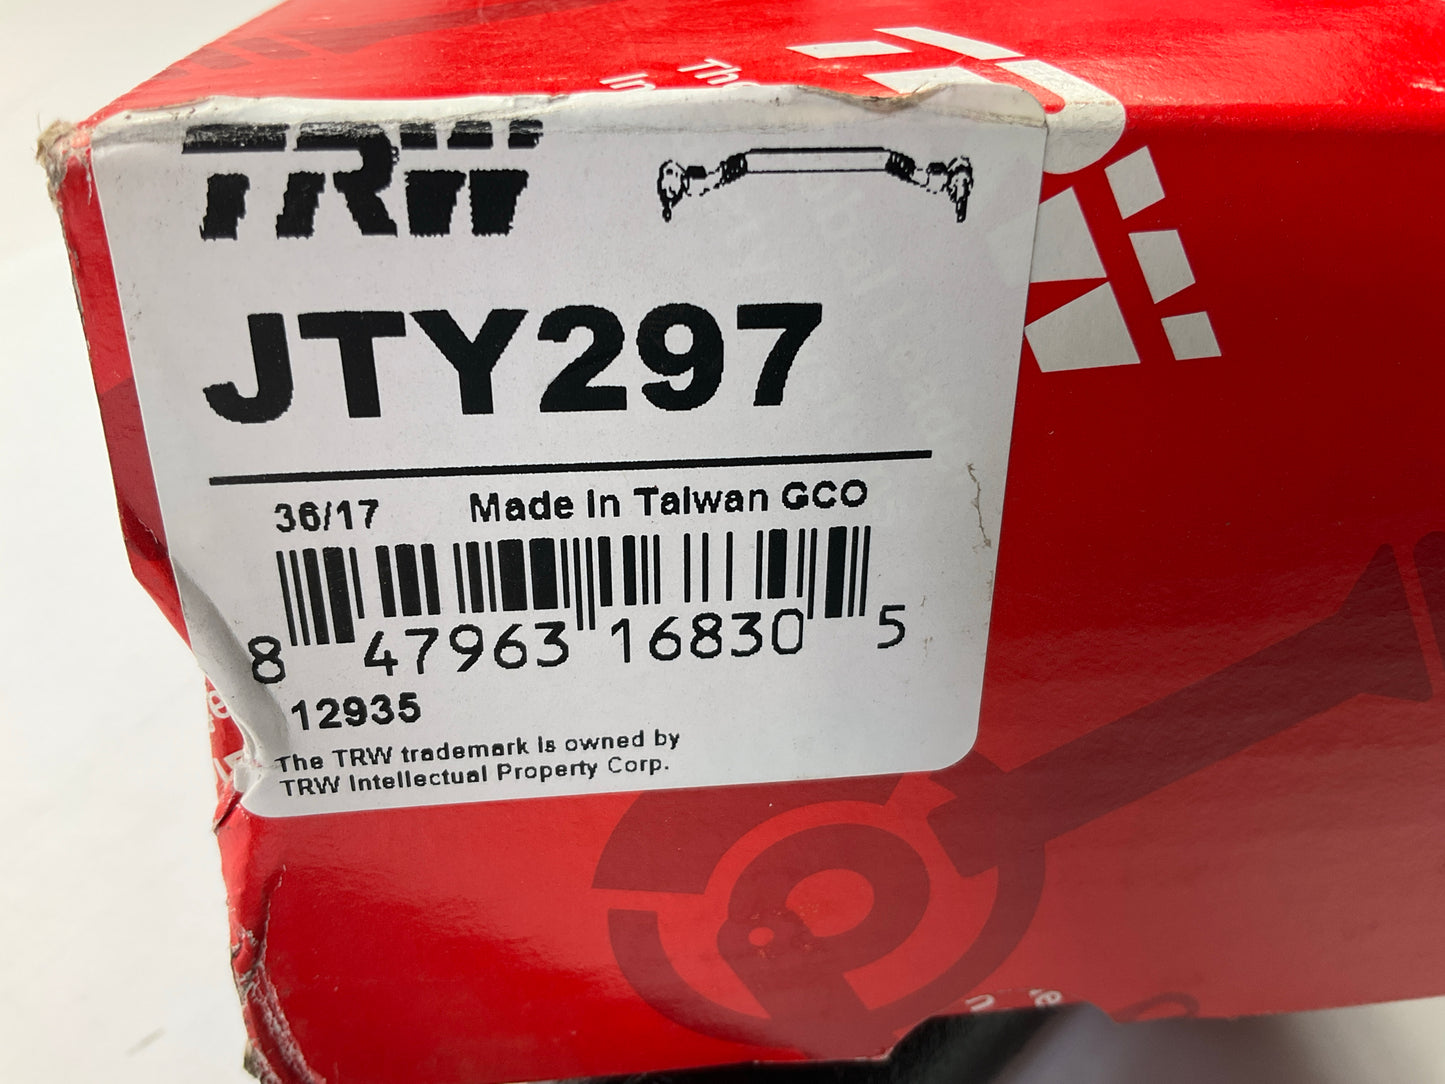 TRW
JTY297
36/17 Made In Taiwan GCO
8 47963 16830 5
12935
The TRW trademark is owned by
TRW Intellectual Property Corp.